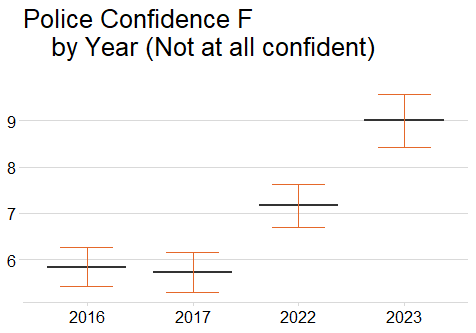 Police Confidence F
by Year (Not at all confident)
9
8
7
6
2016 2017 2022 2023